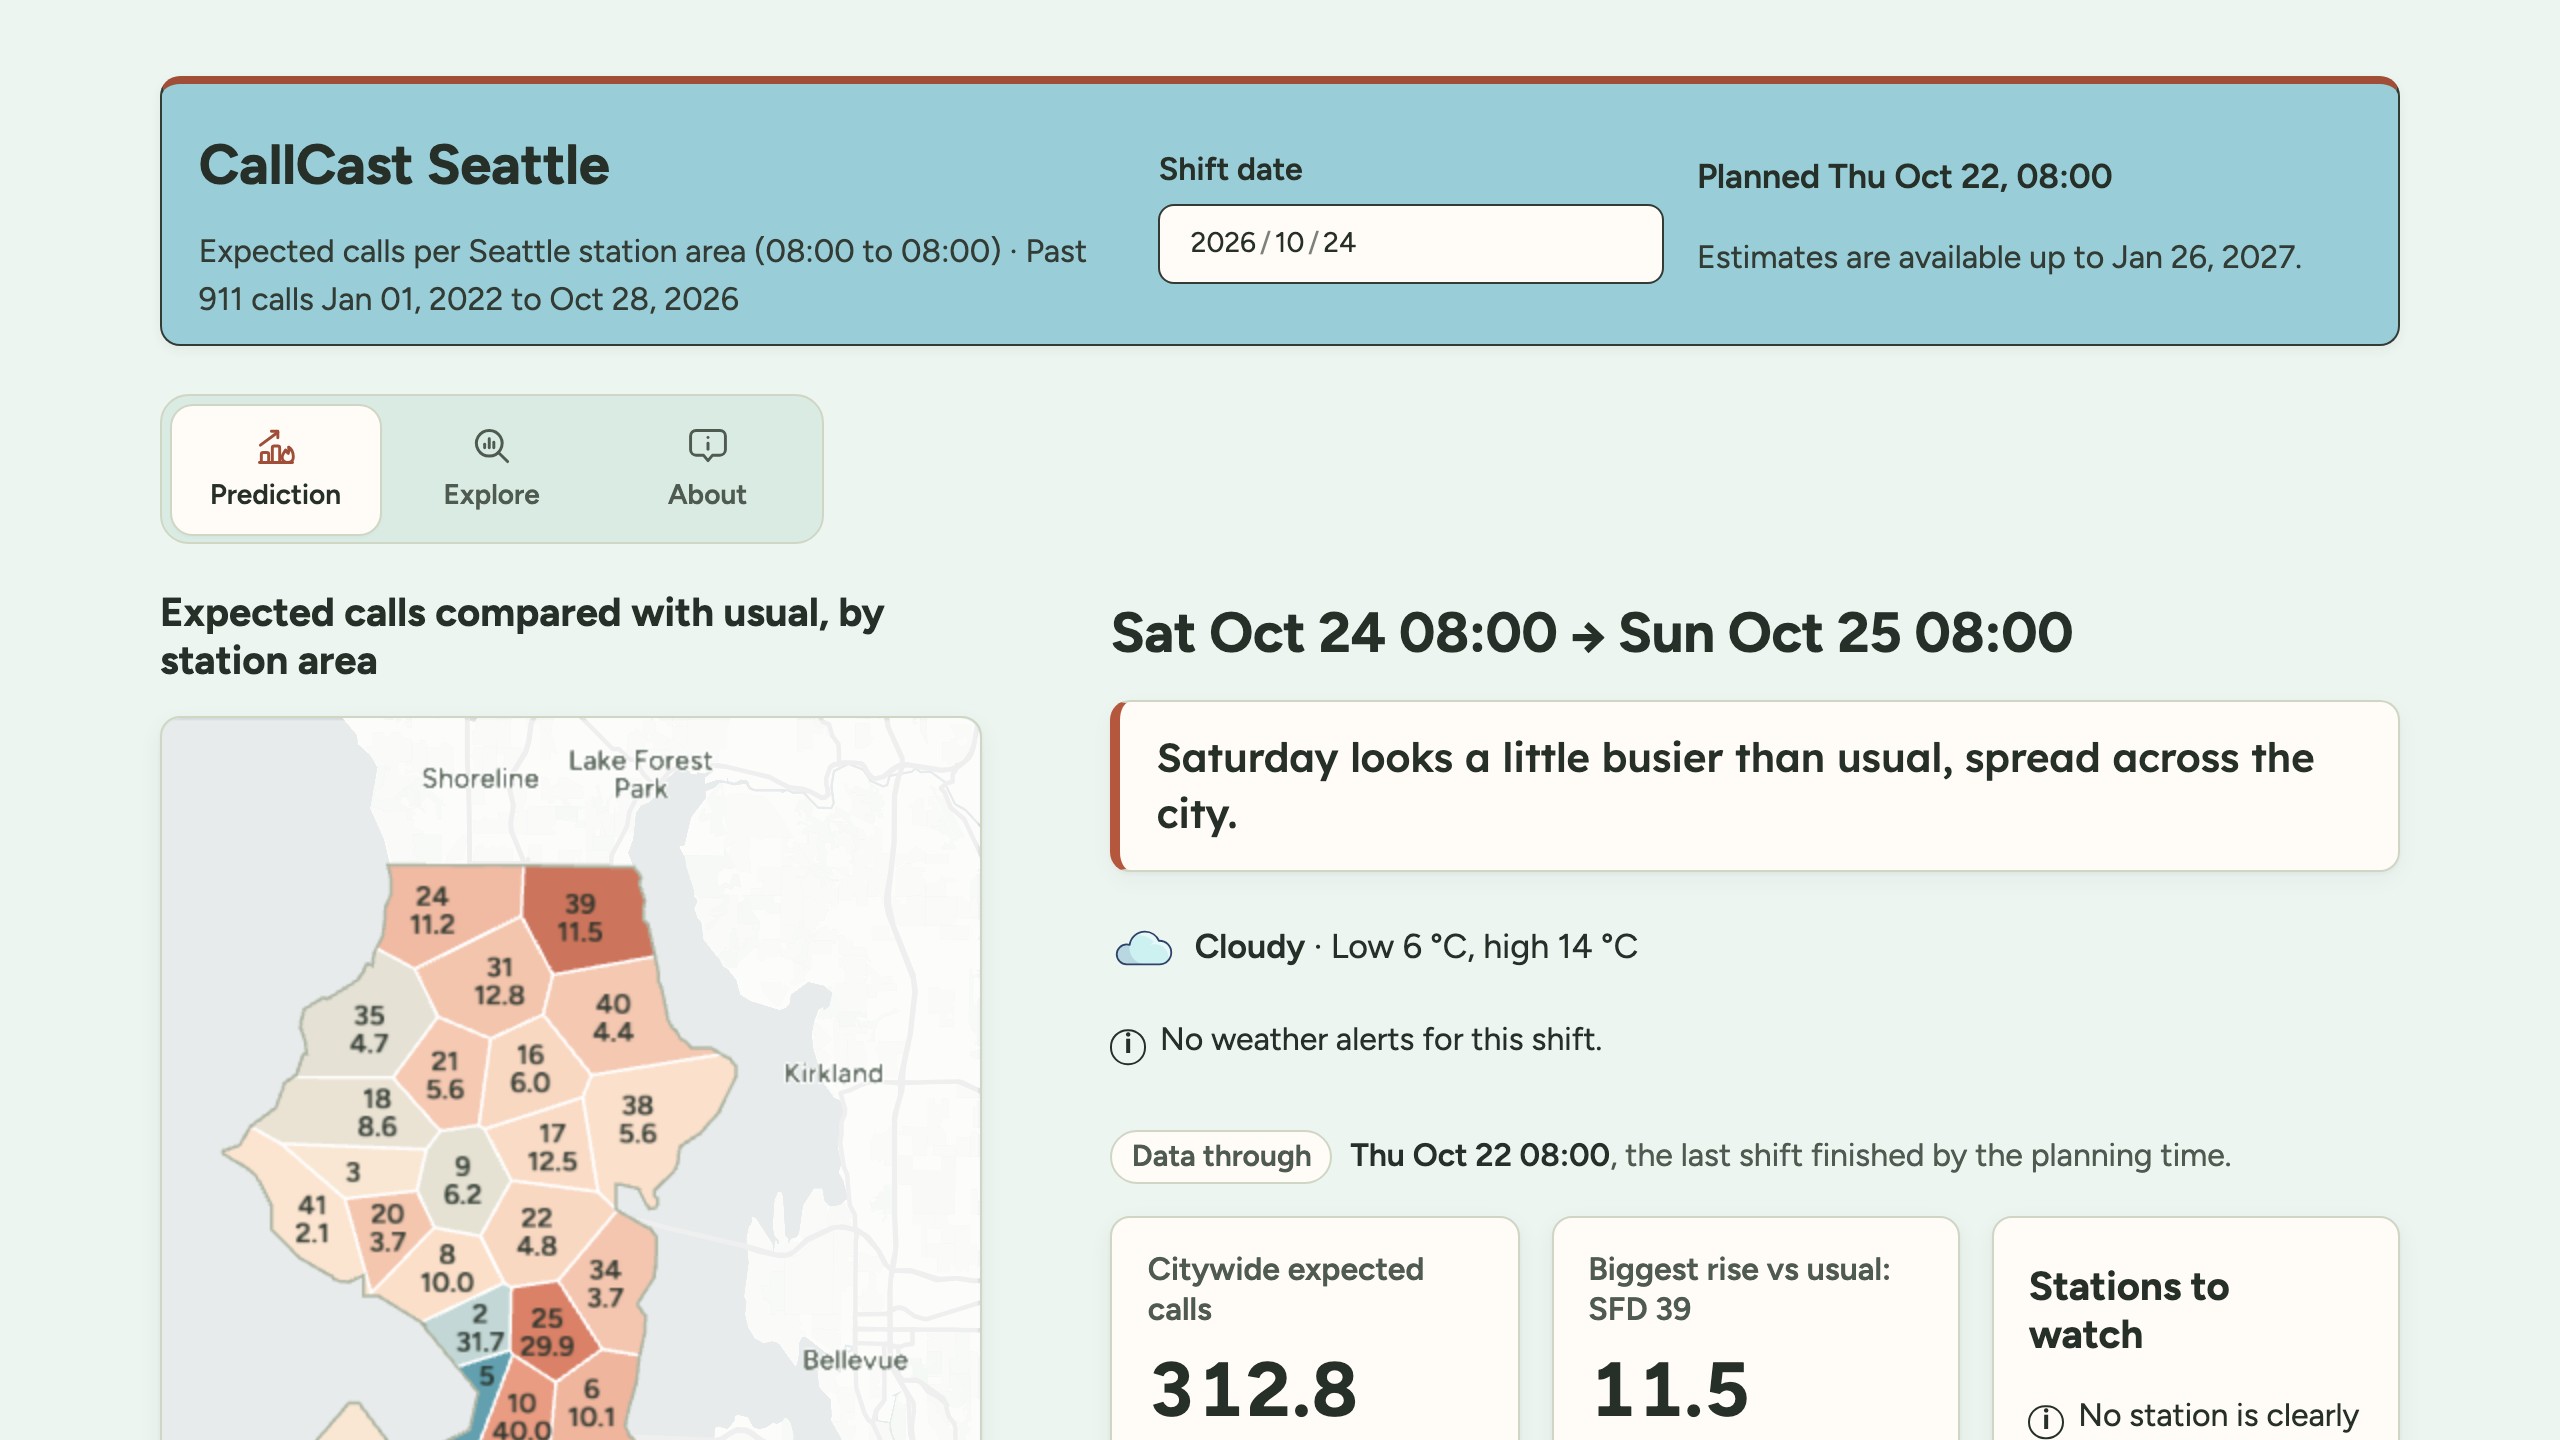 CallCast Seattle
Expected calls per Seattle station area (08:00 to 08:00) · Past
911 calls Jan 01, 2022 to Oct 28, 2026
Shift date
2026/10/24
Planned Thu Oct 22, 08:00
Estimates are available up to Jan 26, 2027.
Prediction
Explore
About
Expected calls compared with usual, by
station area
Shoreline
Lake Forest
Park
24
11.2
39
11.5
31
12.8
40
4.4
35
4.7
21
5.6
16
6.0
Kirkland
18
8.6
38
5.6
17
12.5
3
9
6.2
41
2.1
20
3.7
22
4.8
8
10.0
34
3.7
2
31.7
25
29.9
Bellevue
5
10
40.0
6
10.1
Sat Oct 24 08:00 → Sun Oct 25 08:00
Saturday looks a little busier than usual, spread across the
city.
Cloudy · Low 6 °C, high 14 °C
No weather alerts for this shift.
Data through Thu Oct 22 08:00, the last shift finished by the planning time.
Citywide expected
calls
312.8
Biggest rise vs usual:
SFD 39
11.5
Stations to
watch
No station is clearly